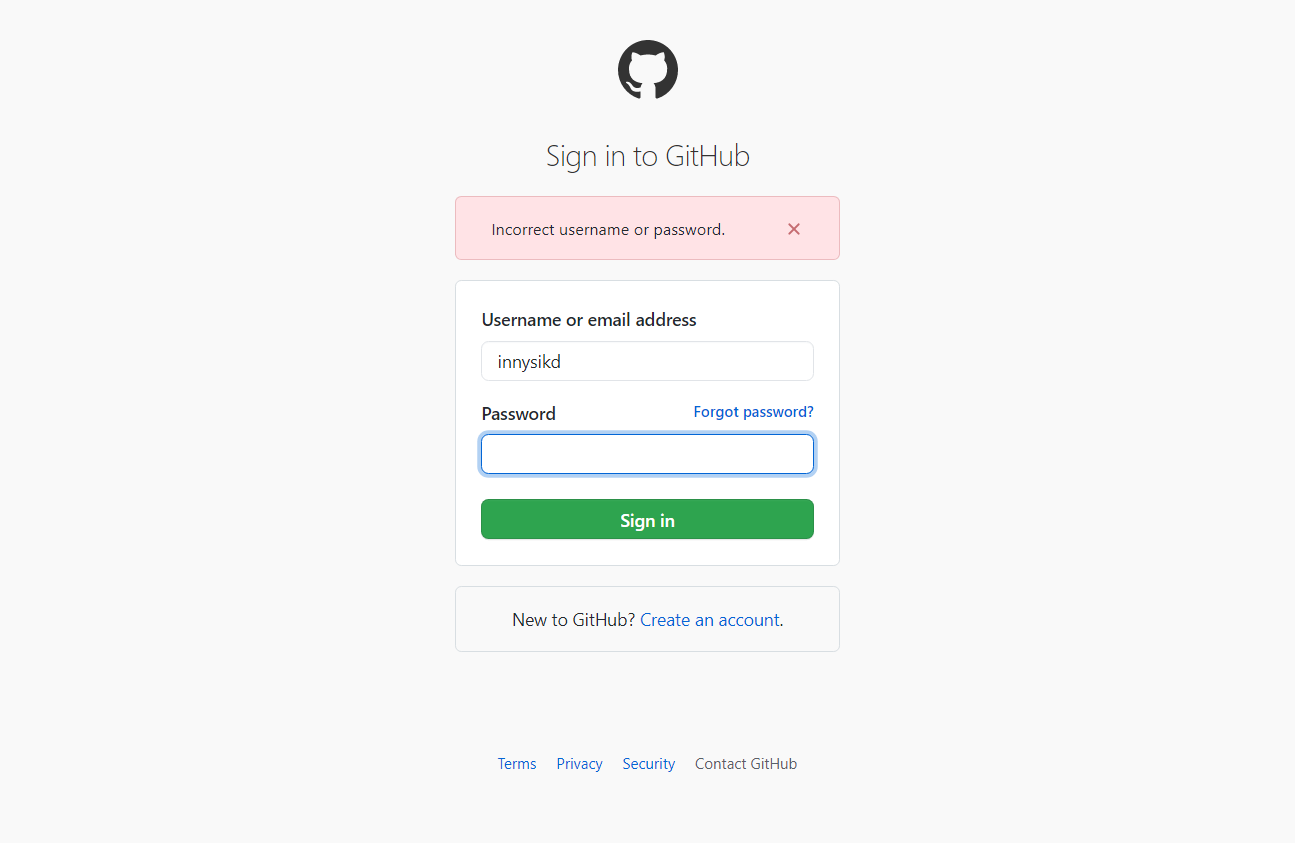 Sign in to GitHub
Incorrect username or password.
Username or email address
innysikd
Password Forgot password?
Sign in
New to GitHub? Create an account.
Terms Privacy Security Contact GitHub